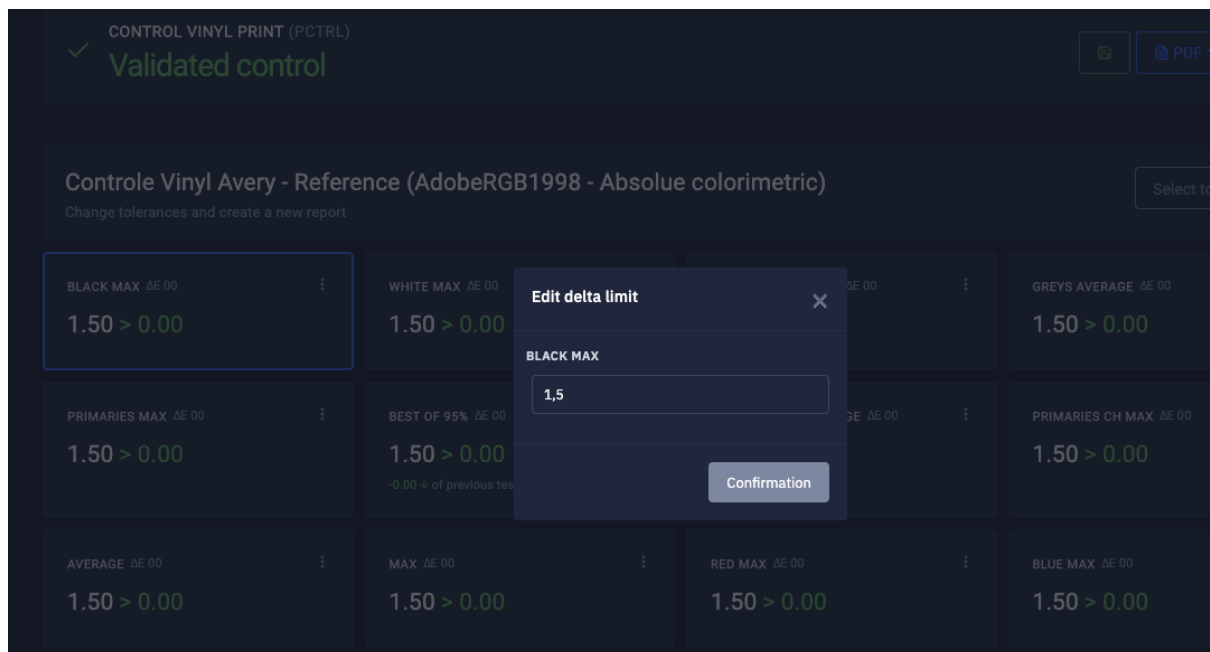 CONTROL VINYL PRINT (PCTRL)
Validated control
PDF
Controle Vinyl Avery - Reference (AdobeRGB1998 - Absolue colorimetric)
Change tolerances and create a new report
Select to
BLACK MAX ΔE 00
1.50 > 0.00
WHITE MAX ΔE 00
1.50 > 0.00
ΔE 00
GREYS AVERAGE ΔE 00
1.50 > 0.00
Edit delta limit
BLACK MAX
1,5
Confirmation
PRIMARIES MAX ΔE 00
1.50 > 0.00
BEST OF 95% ΔE 00
1.50 > 0.00
-0.00 ↓ of previous tes
GE ΔE 00
PRIMARIES CH MAX ΔE 00
1.50 > 0.00
AVERAGE ΔE 00
1.50 > 0.00
MAX ΔE 00
1.50 > 0.00
RED MAX ΔE 00
1.50 > 0.00
BLUE MAX ΔE 00
1.50 > 0.00